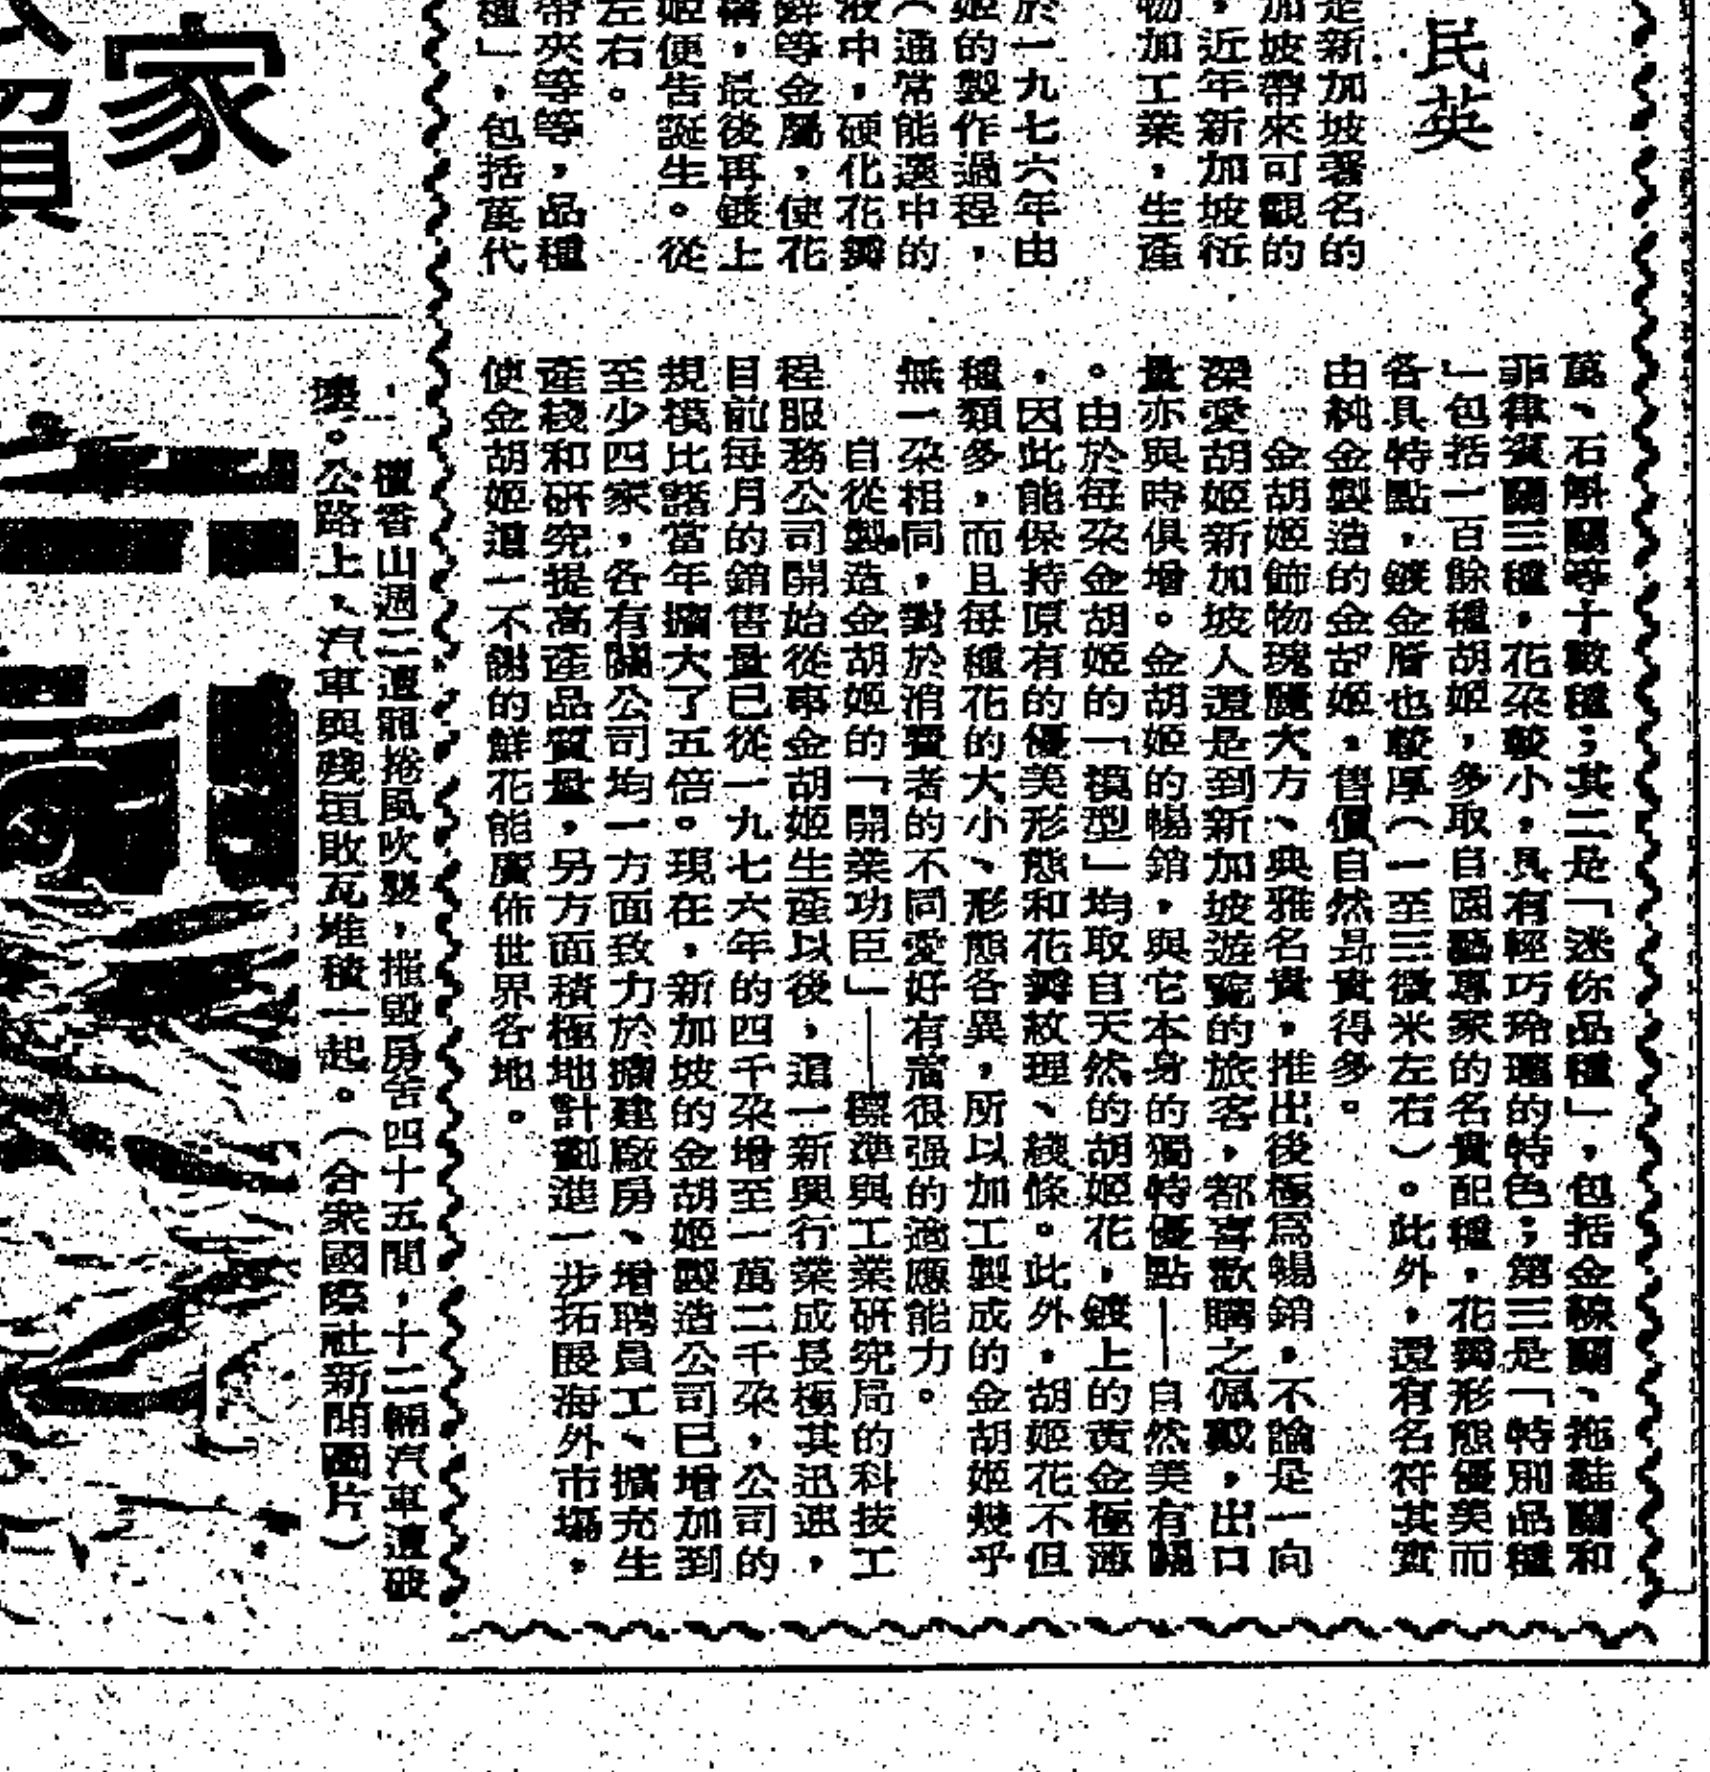 民英
是新加坡著名的
加坡帶來可觀的
，近年新加坡衍
物加工業，生產
於一九七六年由
姬的製作過程，
（通常能選中的
液中，硬化花瓣
鮮等金屬，使花
構，最後再鍍上
姬便告誕生。從
左右。
帶夾等等，品種
種」，包括萬代
萬、石斛蘭等十數種；其二是「迷你品種」，包括金線蘭、拖鞋蘭和
菲律賓蘭三種，花朶較小，具有輕巧玲瓏的特色；第三是「特別品種
」包括二百餘種胡姬，多取自園藝專家的名貴配種，花獨形態優美而
各具特點，鍍金層也較厚（一至三微米左右）。此外，還有名符其實
由純金製造的金胡姬，售價自然昂貴得多。
金胡姬飾物瑰麗大方、典雅名貴，推出後極爲暢銷，不論是一向
深愛胡姬新加坡人還是到新加坡遊覽的旅客，都喜歡購之佩戴，出口
量亦與時俱增。金胡姬的暢銷，與它本身的獨特優點—自然美有關
。由於每朶金胡姬的「模型」均取自天然的胡姬花，鍍上的黃金極薄
，因此能保持原有的優美形態和花瓣紋理、綫條。此外，胡姬花不但
種類多，而且每種花的大小、形態各異，所以加工製成的金胡姬幾乎
無一朶相同，對於消費者的不同愛好有着很强的適應能力。
自從製造金胡姬的「開業功臣」——標準與工業研究局的科技工
程服務公司開始從事金胡姬生產以後，這一新興行業成長極其迅速，
目前每月的銷售量已從一九七六年的四千朶增至一萬二千朶，公司的
規模比諸當年擴大了五倍。現在，新加坡的金胡姬製造公司已增加到
至少四家，各有關公司均一方面致力於擴建廠房、增聘員工、擴充生
產綫和研究提高產品質量，另方面積極地計劃進一步拓展海外市場，
使金胡姬這一不謝的鮮花能廣佈世界各地。
家
檀香山週二遭颶捲風吹襲，摧毀房舍四十五間，十二輛汽車遭破
壞。公路上，汽車與殘垣敗瓦堆積一起。（合衆國際社新聞圖片）